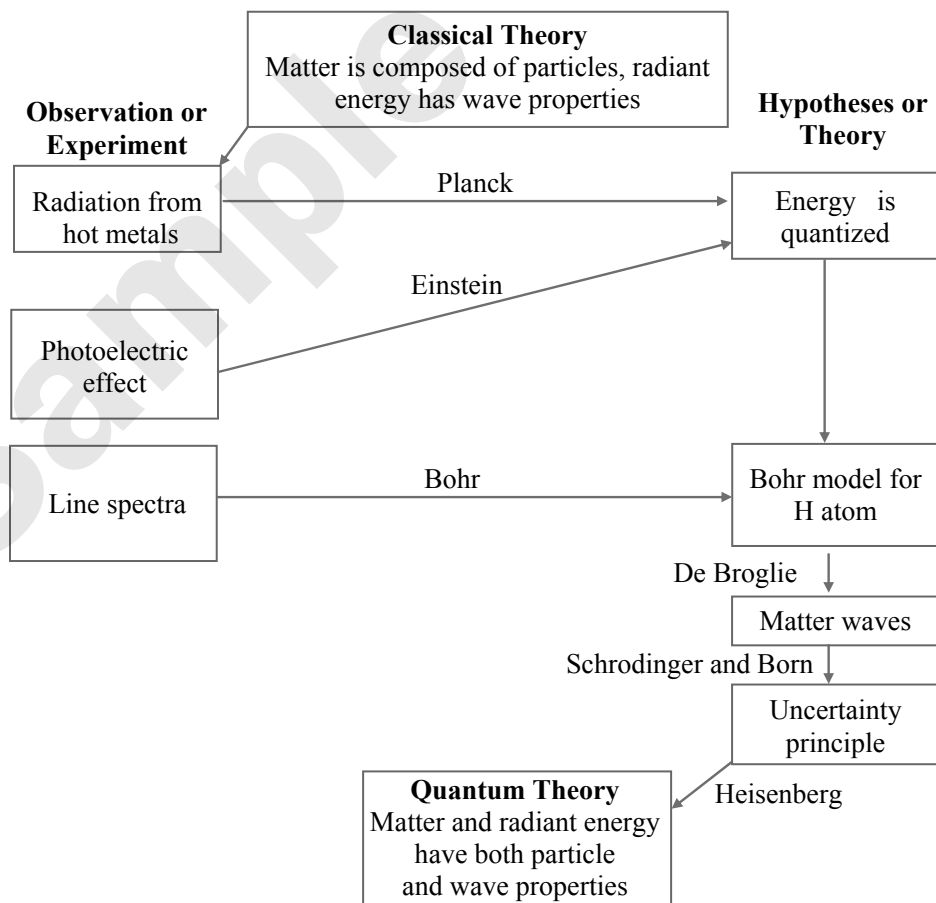 Classical Theory
Matter is composed of particles, radiant
energy has wave properties
Observation or
Experiment
Hypotheses or
Theory
Radiation from
hot metals
Planck
Energy is
quantized
Einstein
Photoelectric
effect
Line spectra
Bohr
Bohr model for
H atom
De Broglie
Matter waves
Schrodinger and Born
Uncertainty
principle
Heisenberg
Quantum Theory
Matter and radiant energy
have both particle
and wave properties
Sample